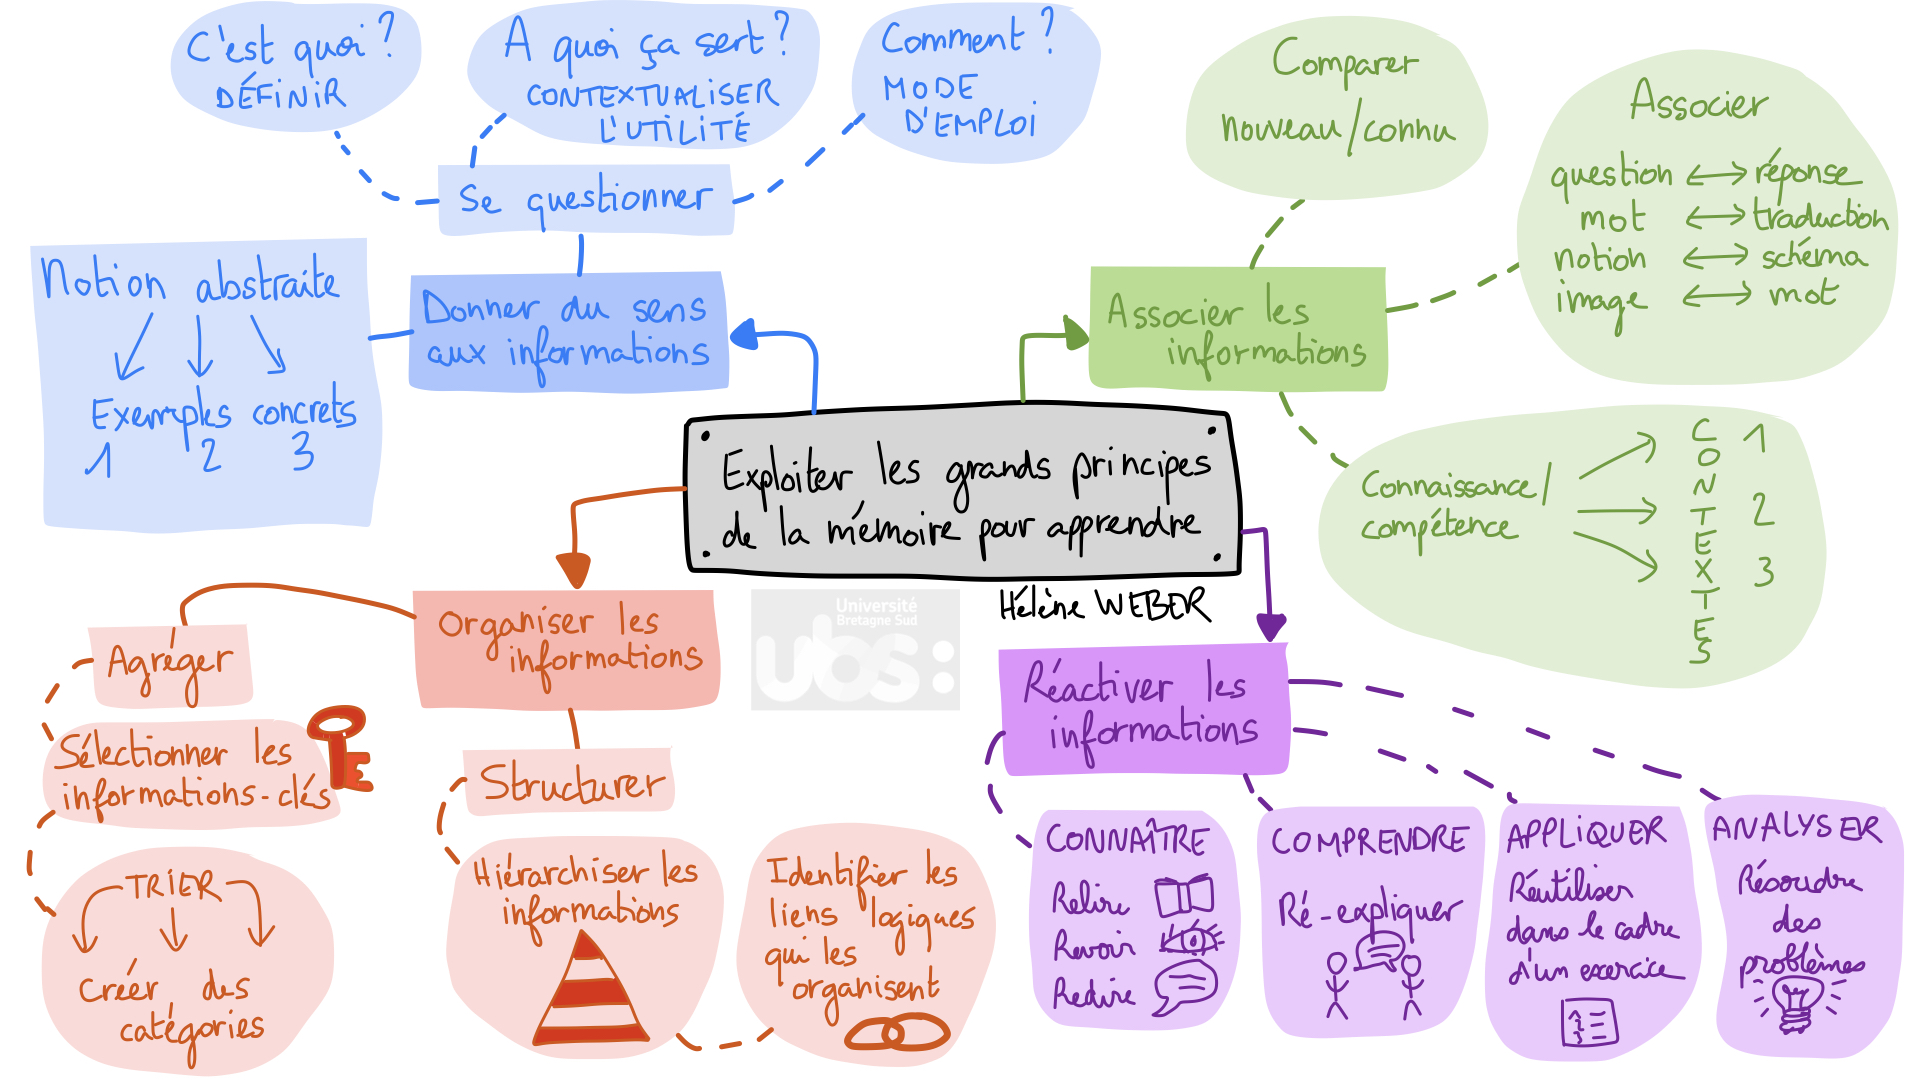 Exploiter les grands principes
de la mémoire pour apprendre
Hélène WEBER
Université
Bretagne Sud
ubs:
Donner du sens
aux informations
Se questionner
C'est quoi ?
DÉFINIR
A quoi ça sert ?
CONTEXTUALISER
L'UTILITÉ
Comment ?
MODE
D'EMPLOI
Notion abstraite
Exemples concrets
1 2 3
Associer les
informations
Comparer
nouveau/connu
Associer
question ↔ réponse
mot ↔ traduction
notion ↔ schéma
image ↔ mot
Connaissance/
compétence
CONTEXTES
1
2
3
Organiser les
informations
Agréger
Sélectionner les
informations-clés
TRIER
Créer des
catégories
Structurer
Hiérarchiser les
informations
Identifier les
liens logiques
qui les
organisent
Réactiver les
informations
CONNAÎTRE
Relire
Revoir
Redire
COMPRENDRE
Ré-expliquer
APPLIQUER
Réutiliser
dans le cadre
d'un exercice
ANALYSER
Résoudre
des
problèmes